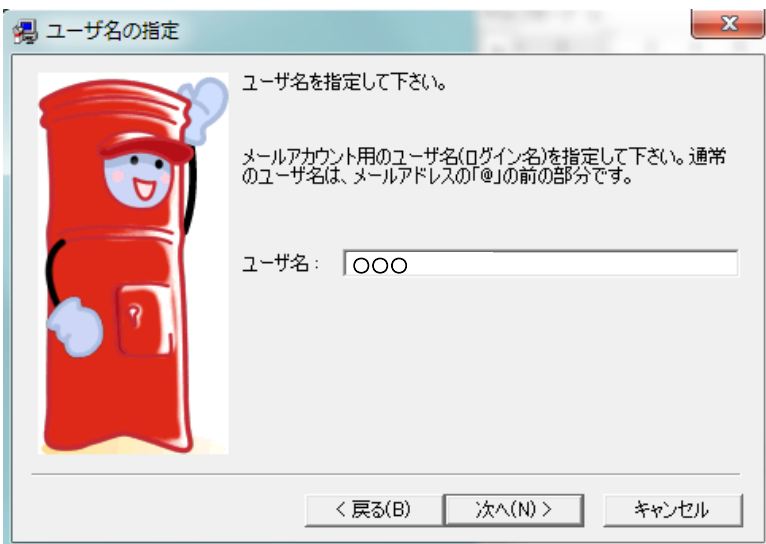 ユーザ名の指定
ユーザ名を指定して下さい。
メールアカウント用のユーザ名(ログイン名)を指定して下さい。通常
のユーザ名は、メールアドレスの「@」の前の部分です。
ユーザ名: ○○○
< 戻る(B) 次へ(N) > キャンセル